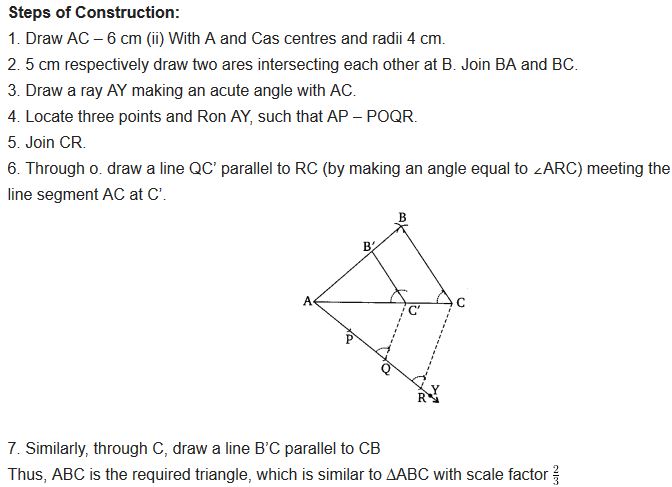 Steps of Construction:
1. Draw AC – 6 cm (ii) With A and Cas centres and radii 4 cm.
2. 5 cm respectively draw two ares intersecting each other at B. Join BA and BC.
3. Draw a ray AY making an acute angle with AC.
4. Locate three points and Ron AY, such that AP – POQR.
5. Join CR.
6. Through o. draw a line QC’ parallel to RC (by making an angle equal to ∠ARC) meeting the
line segment AC at C’.
B
B′
A
C′
C
P
Q
R
Y
7. Similarly, through C, draw a line B’C parallel to CB
Thus, ABC is the required triangle, which is similar to ΔABC with scale factor 2/3